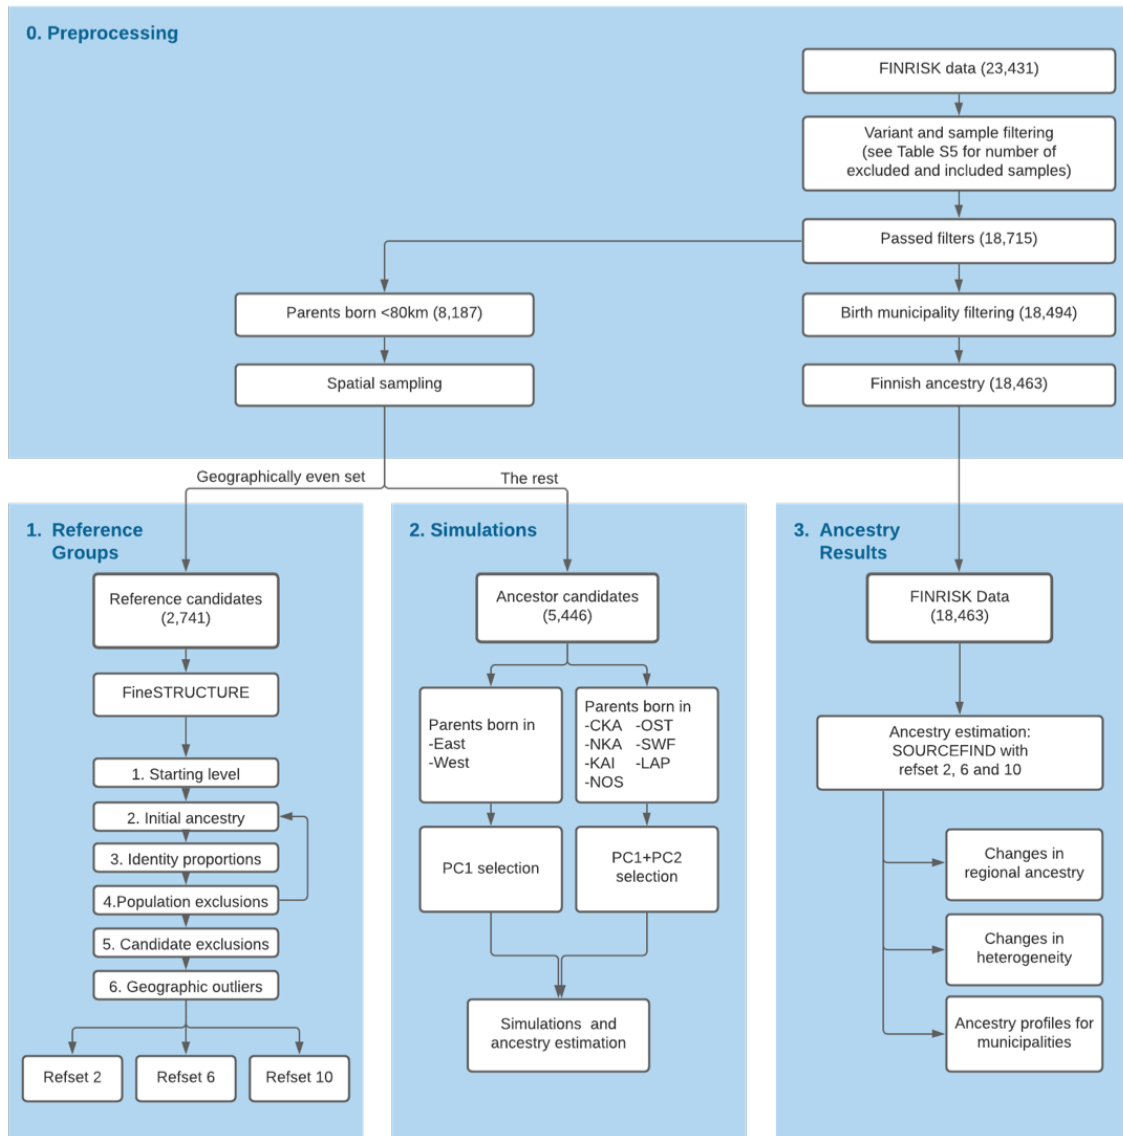 0. Preprocessing
FINRISK data (23,431)
Variant and sample filtering
(see Table S5 for number of
excluded and included samples)
Passed filters (18,715)
Parents born <80km (8,187)
Birth municipality filtering (18,494)
Spatial sampling
Finnish ancestry (18,463)
Geographically even set
The rest
1. Reference
Groups
Reference candidates
(2,741)
FineSTRUCTURE
1. Starting level
2. Initial ancestry
3. Identity proportions
4.Population exclusions
5. Candidate exclusions
6. Geographic outliers
Refset 2
Refset 6
Refset 10
2. Simulations
Ancestor candidates
(5,446)
Parents born in
-East
-West
Parents born in
-CKA -OST
-NKA -SWF
-KAI -LAP
-NOS
PC1 selection
PC1+PC2
selection
Simulations and
ancestry estimation
3. Ancestry
Results
FINRISK Data
(18,463)
Ancestry estimation:
SOURCEFIND with
refset 2, 6 and 10
Changes in
regional ancestry
Changes in
heterogeneity
Ancestry profiles for
municipalities